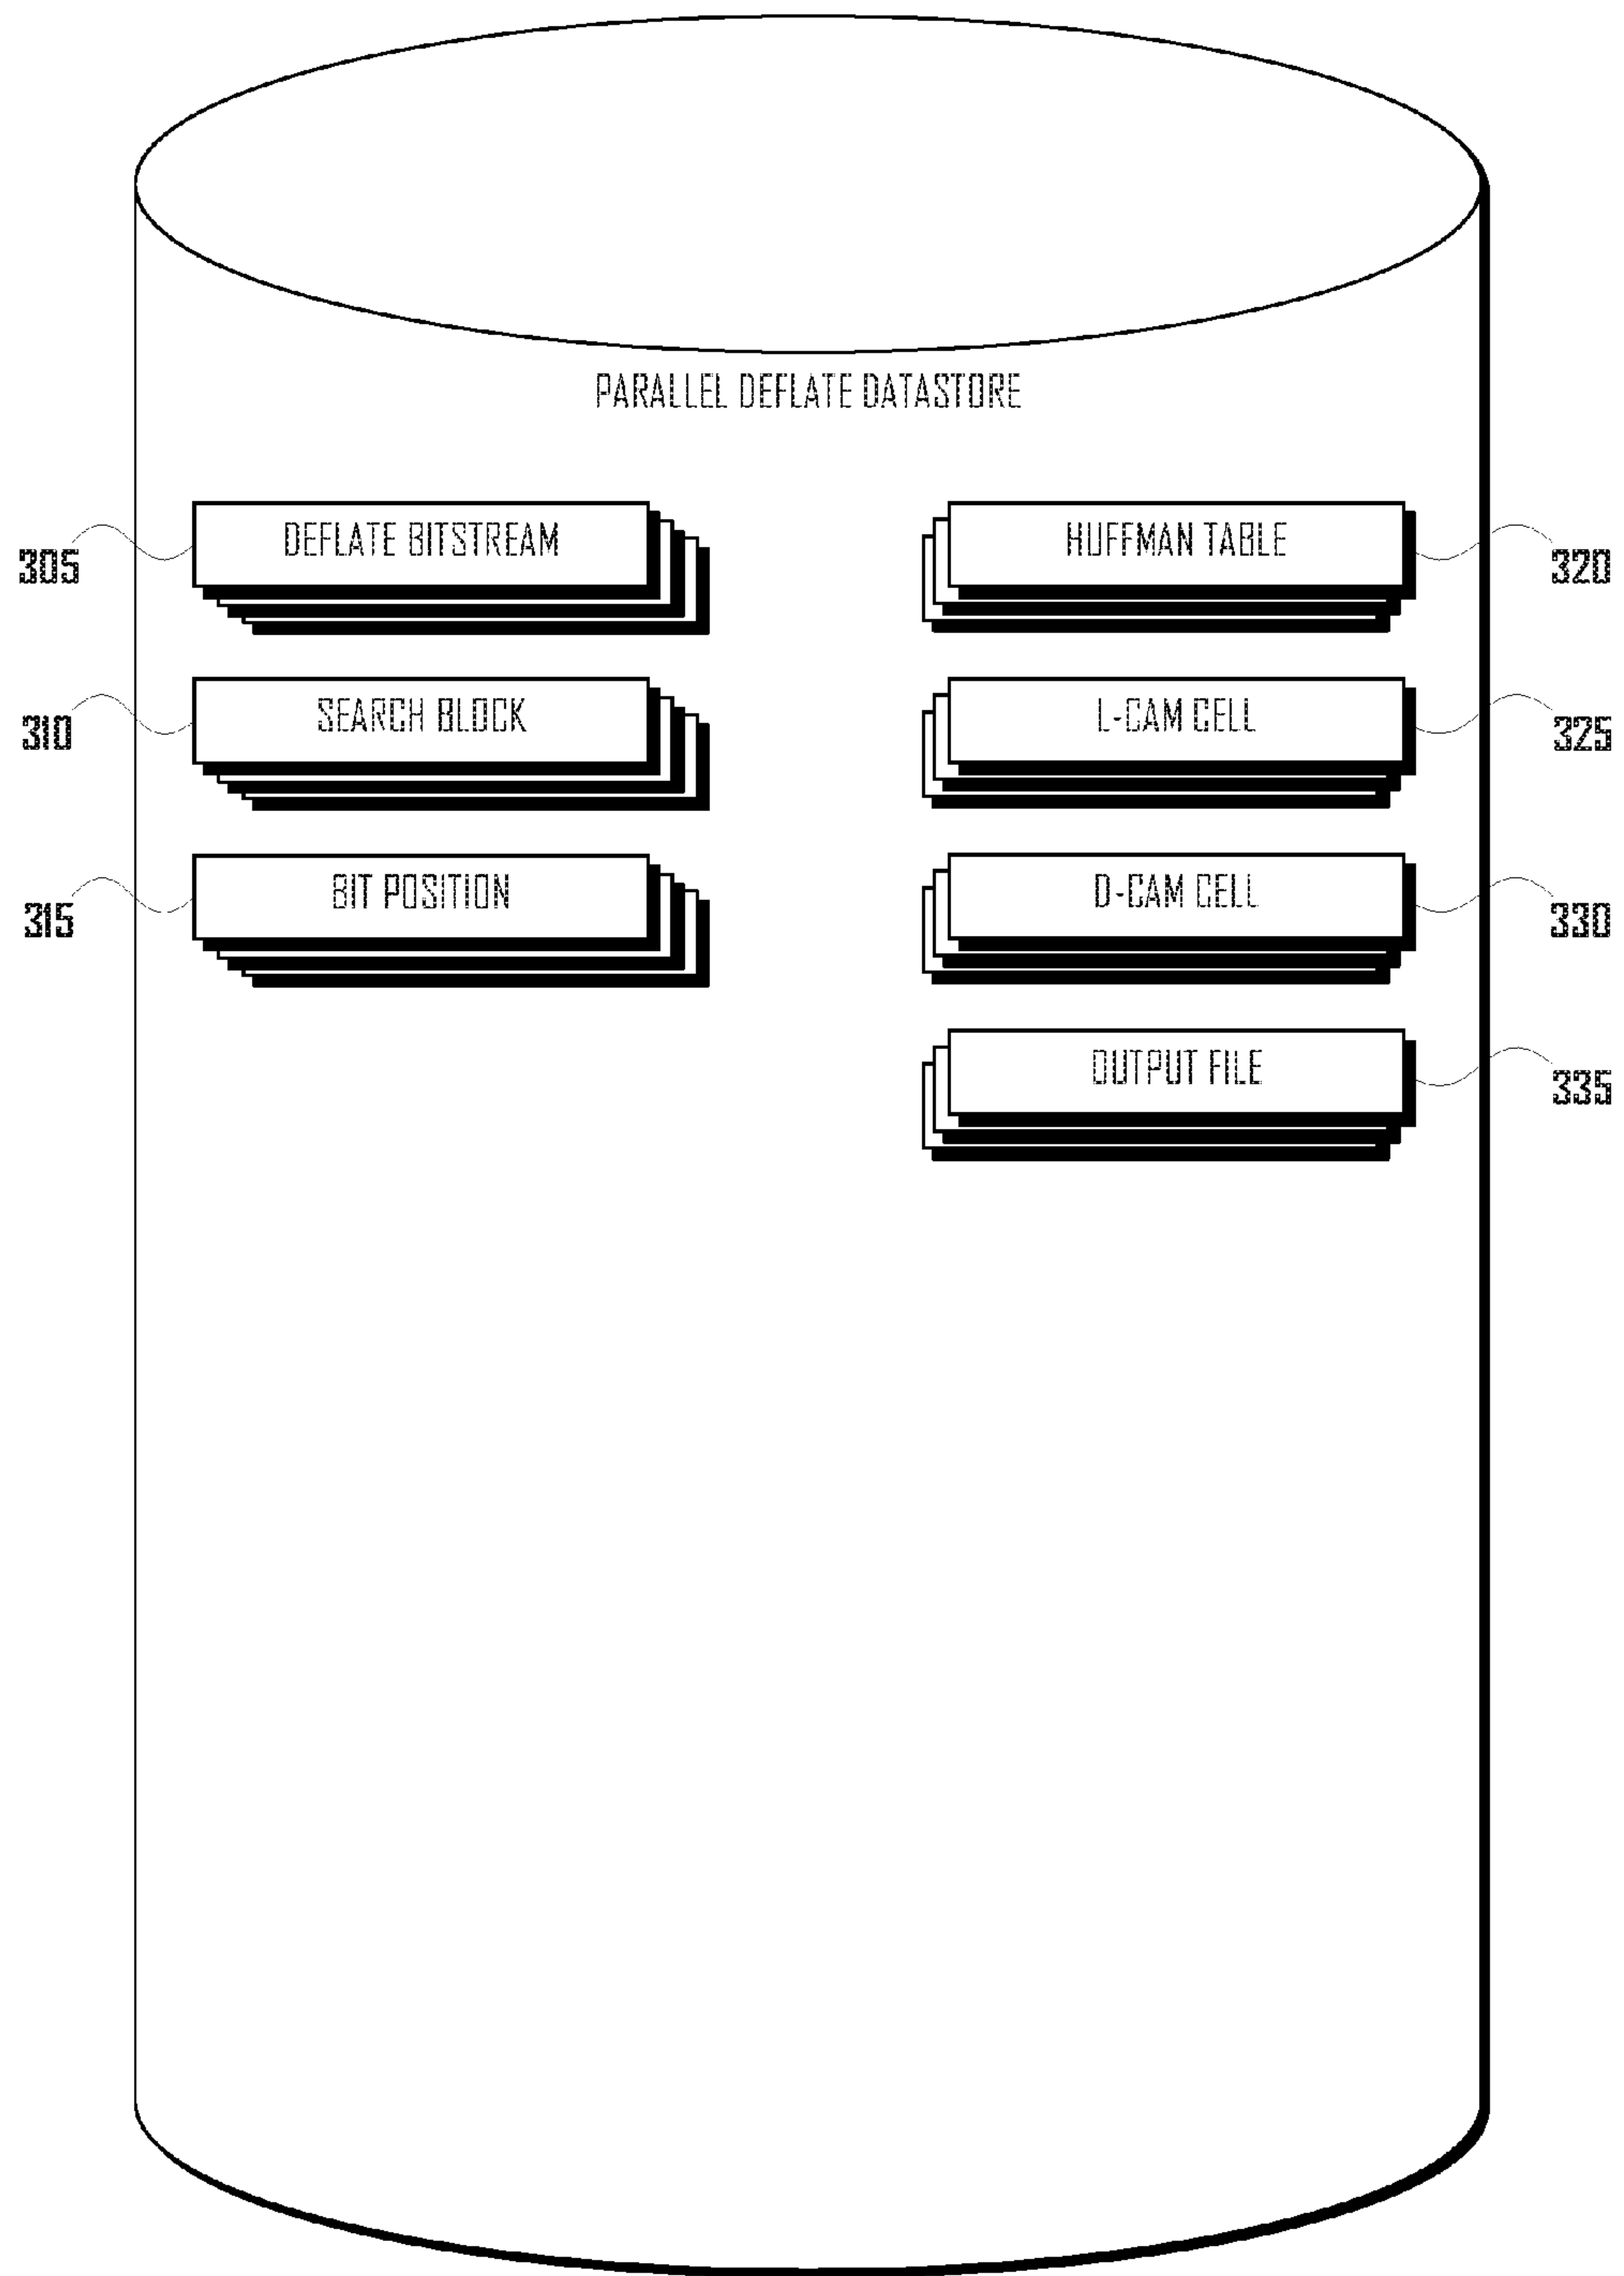 PARALLEL DEFLATE DATASTORE
305 DEFLATE BITSTREAM
310 SEARCH BLOCK
315 BIT POSITION
HUFFMAN TABLE 320
L-CAM CELL 325
D-CAM CELL 330
OUTPUT FILE 335